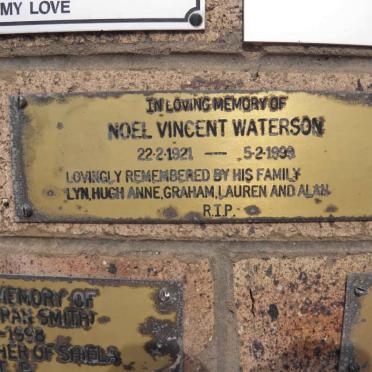 MY LOVE
IN LOVING MEMORY OF
NOEL VINCENT WATERSON
22·2·1921 — 5·2·1999
LOVINGLY REMEMBERED BY HIS FAMILY
LYN,HUGH ANNE,GRAHAM,LAUREN AND ALAN
R.I.P.
MEMORY OF
SMITH
-1998
OF